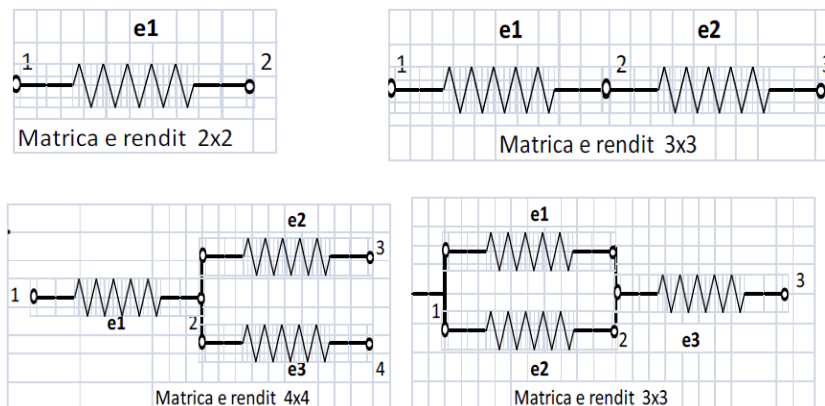 e1
1 2
Matrica e rendit 2x2
e1 e2
1 2 3
Matrica e rendit 3x3
e2
3
1
e1 2
e3 4
Matrica e rendit 4x4
e1
3
1
2 e3
e2
Matrica e rendit 3x3